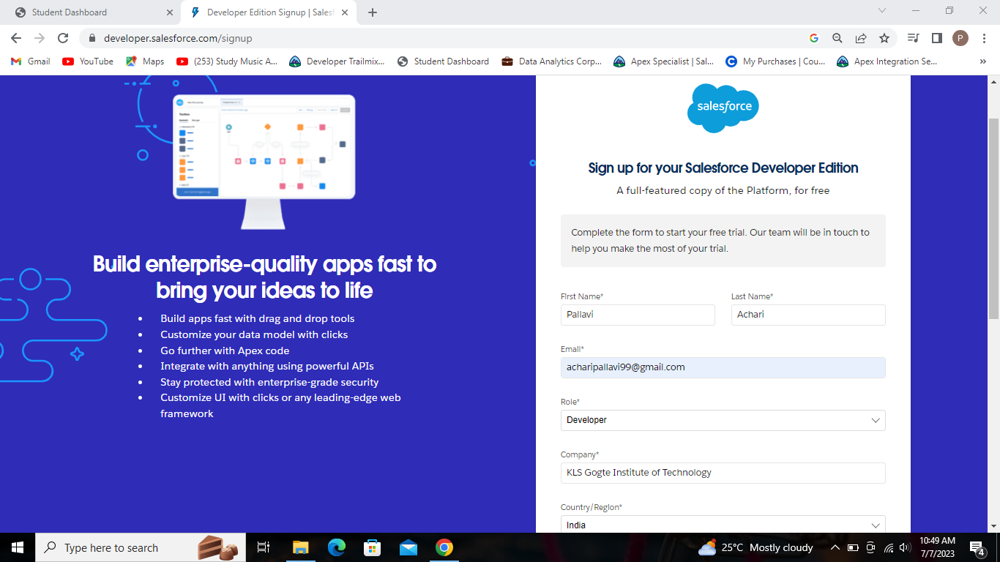 Student Dashboard
Developer Edition Signup | Salesf
developer.salesforce.com/signup
P
Gmail
YouTube
Maps
(253) Study Music A...
Developer Trailmix...
Student Dashboard
Data Analytics Corp...
Apex Specialist | Sal...
My Purchases | Cou...
Apex Integration Se...
»
Build enterprise-quality apps fast to
bring your ideas to life
• Build apps fast with drag and drop tools
• Customize your data model with clicks
• Go further with Apex code
• Integrate with anything using powerful APIs
• Stay protected with enterprise-grade security
• Customize UI with clicks or any leading-edge web
framework
salesforce
Sign up for your Salesforce Developer Edition
A full-featured copy of the Platform, for free
Complete the form to start your free trial. Our team will be in touch to
help you make the most of your trial.
First Name*
Last Name*
Pallavi
Achari
Email*
acharipallavi99@gmail.com
Role*
Developer
Company*
KLS Gogte Institute of Technology
Country/Region*
India
Type here to search
25°C Mostly cloudy
10:49 AM
7/7/2023
4